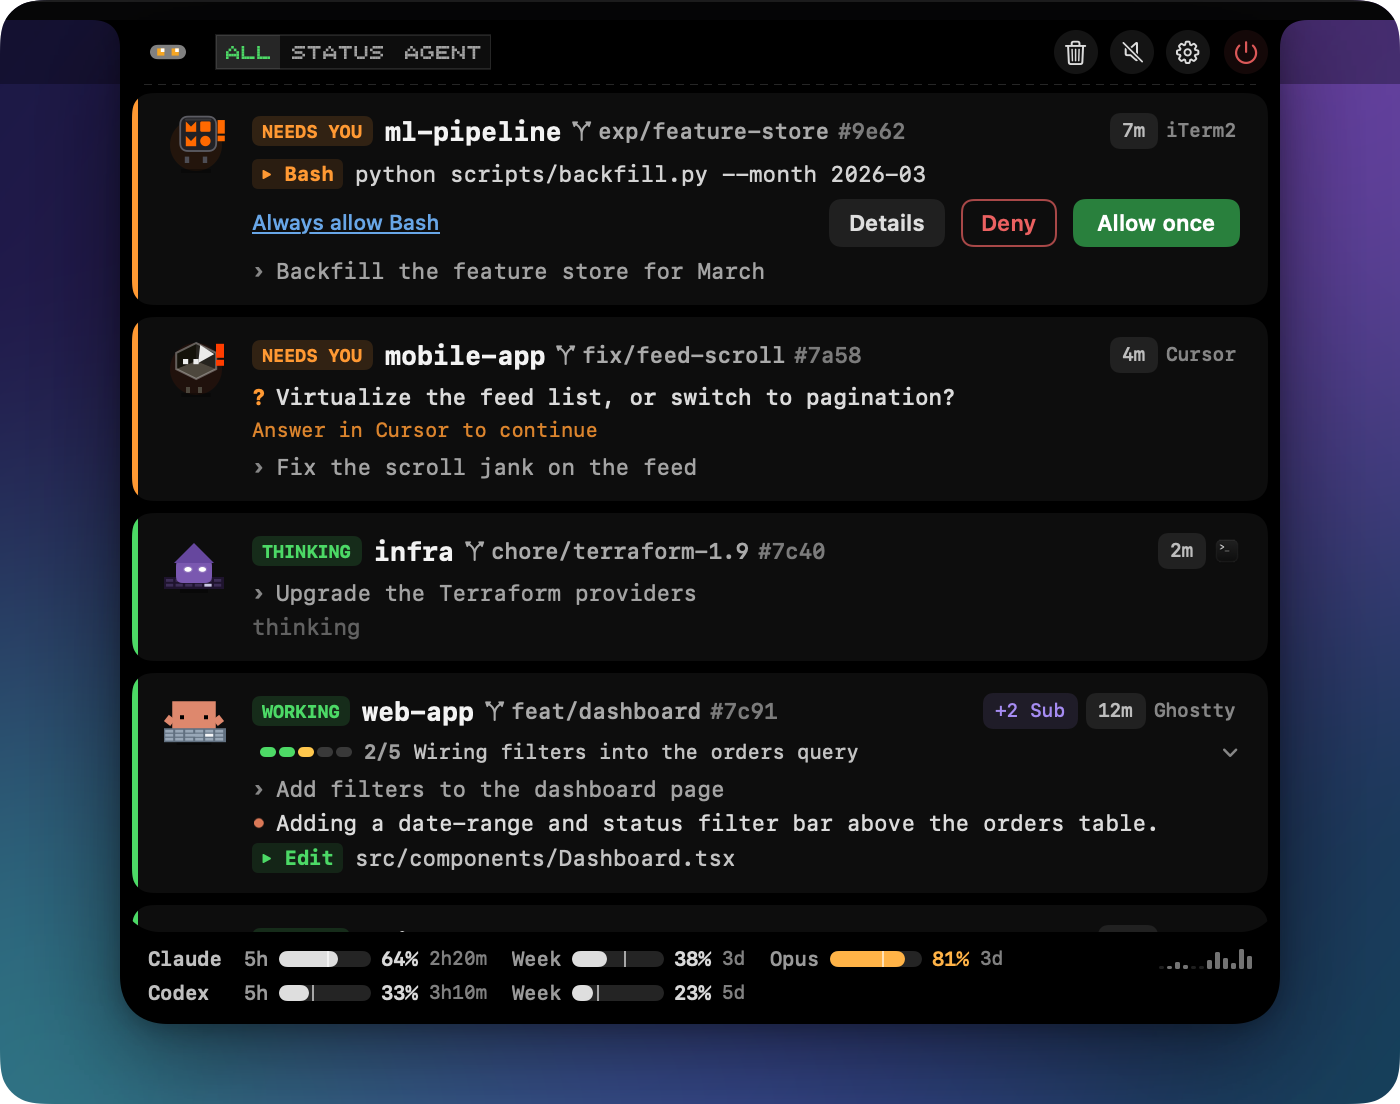 ALL STATUS AGENT
NEEDS YOU ml-pipeline exp/feature-store #9e62 7m iTerm2
Bash python scripts/backfill.py --month 2026-03
Always allow Bash Details Deny Allow once
› Backfill the feature store for March
NEEDS YOU mobile-app fix/feed-scroll #7a58 4m Cursor
? Virtualize the feed list, or switch to pagination?
Answer in Cursor to continue
› Fix the scroll jank on the feed
THINKING infra chore/terraform-1.9 #7c40 2m
› Upgrade the Terraform providers
thinking
WORKING web-app feat/dashboard #7c91 +2 Sub 12m Ghostty
2/5 Wiring filters into the orders query
› Add filters to the dashboard page
Adding a date-range and status filter bar above the orders table.
Edit src/components/Dashboard.tsx
Claude 5h 64% 2h20m Week 38% 3d Opus 81% 3d
Codex 5h 33% 3h10m Week 23% 5d